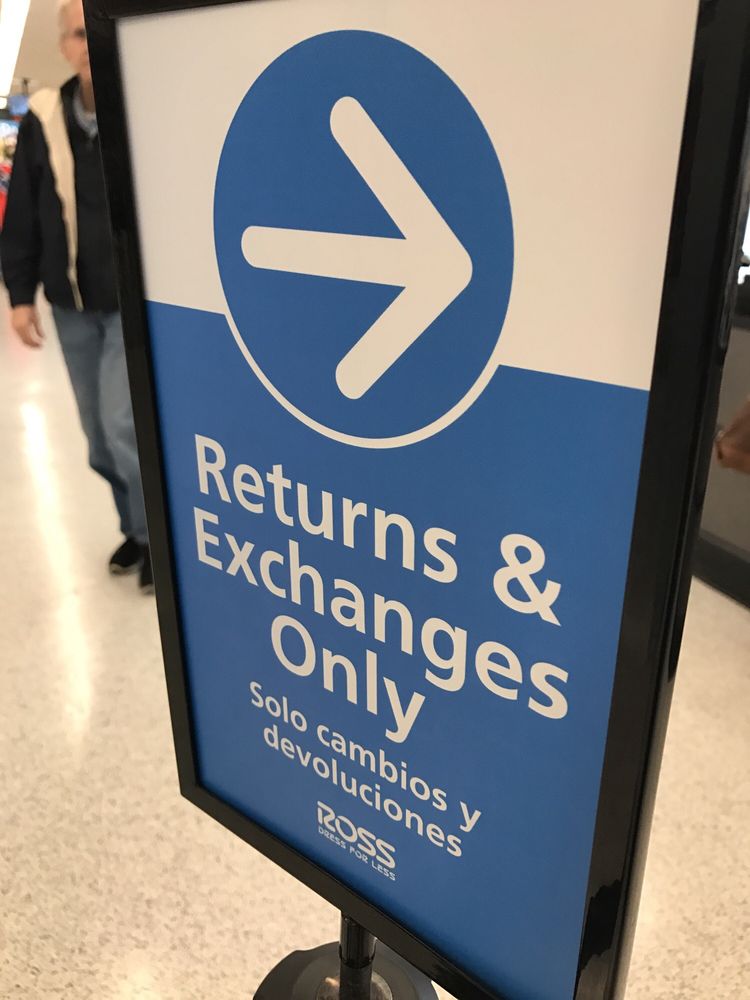 Returns &
Exchanges
Only
Solo cambios y
devoluciones
ROSS
DRESS FOR LESS